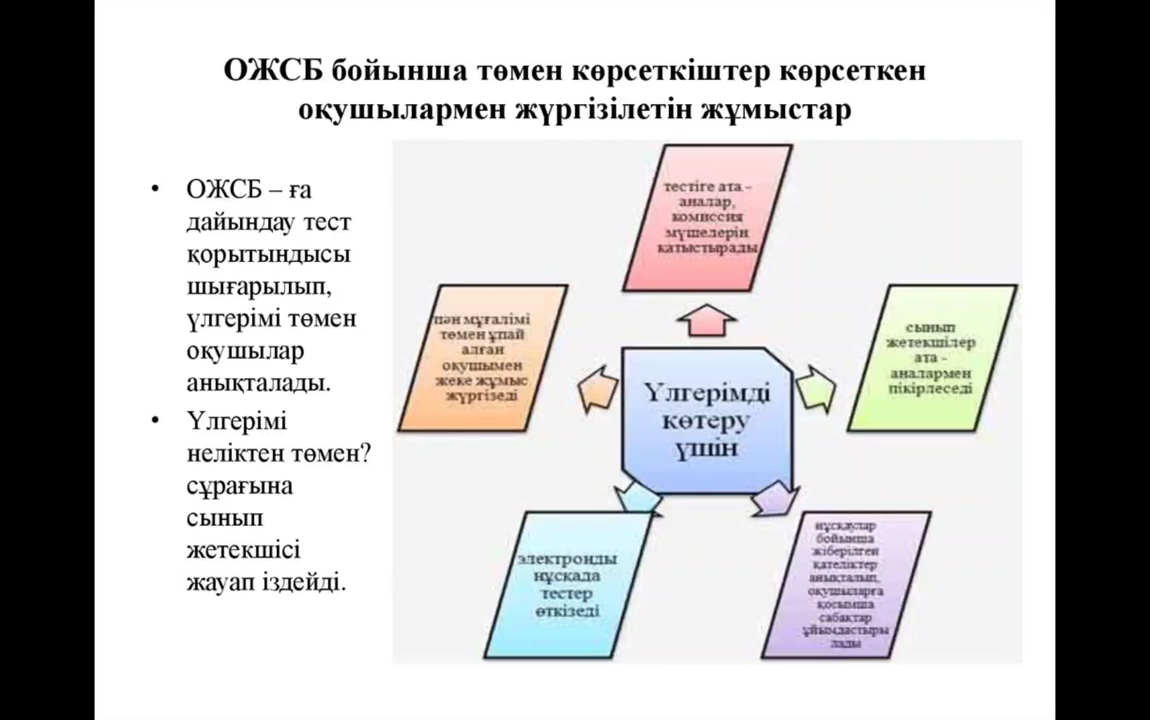 ОЖСБ бойынша төмен көрсеткіштер көрсеткен
оқушылармен жүргізілетін жұмыстар
• ОЖСБ – ға
дайындау тест
қорытындысы
шығарылып,
үлгерімі төмен
оқушылар
анықталады.
• Үлгерімі
неліктен төмен?
сұрағына
сынып
жетекшісі
жауап іздейді.
тестіге ата -
аналар,
комиссия
мүшелерін
қатыстырады
пән мұғалімі
төмен ұпай
алған
оқушымен
жеке жұмыс
жүргізеді
сынып
жетекшілер
ата -
аналармен
пікірлеседі
Үлгерімді
көтеру
үшін
электронды
нұсқада
тестер
өткізеді
нұсқаулар
бойынша
жіберілген
қателіктер
анықталып,
оқушыларға
қосымша
сабақтар
ұйымдастыры
лады